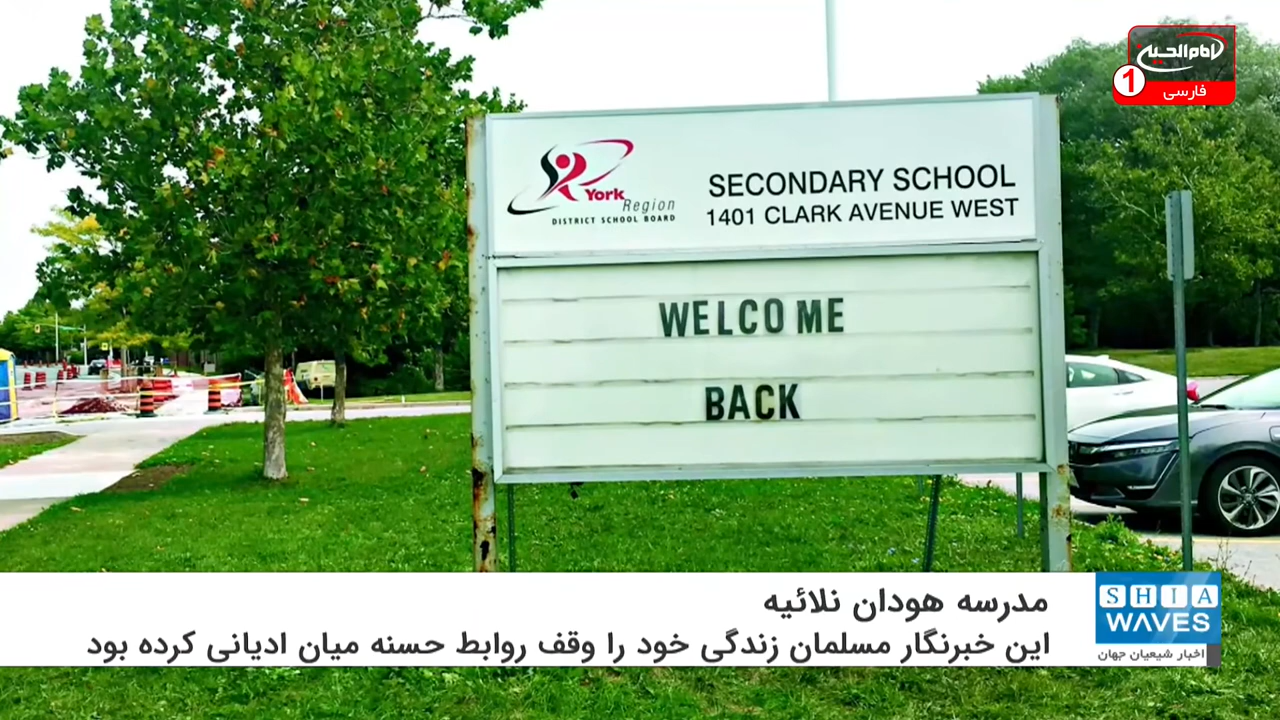 امام الحسین
1
فارسی
York
Region
DISTRICT SCHOOL BOARD
SECONDARY SCHOOL
1401 CLARK AVENUE WEST
WELCOME
BACK
مدرسه هودان نلائیه
این خبرنگار مسلمان زندگی خود را وقف روابط حسنه میان ادیانی کرده بود
SHIA
WAVES
اخبار شیعیان جهان